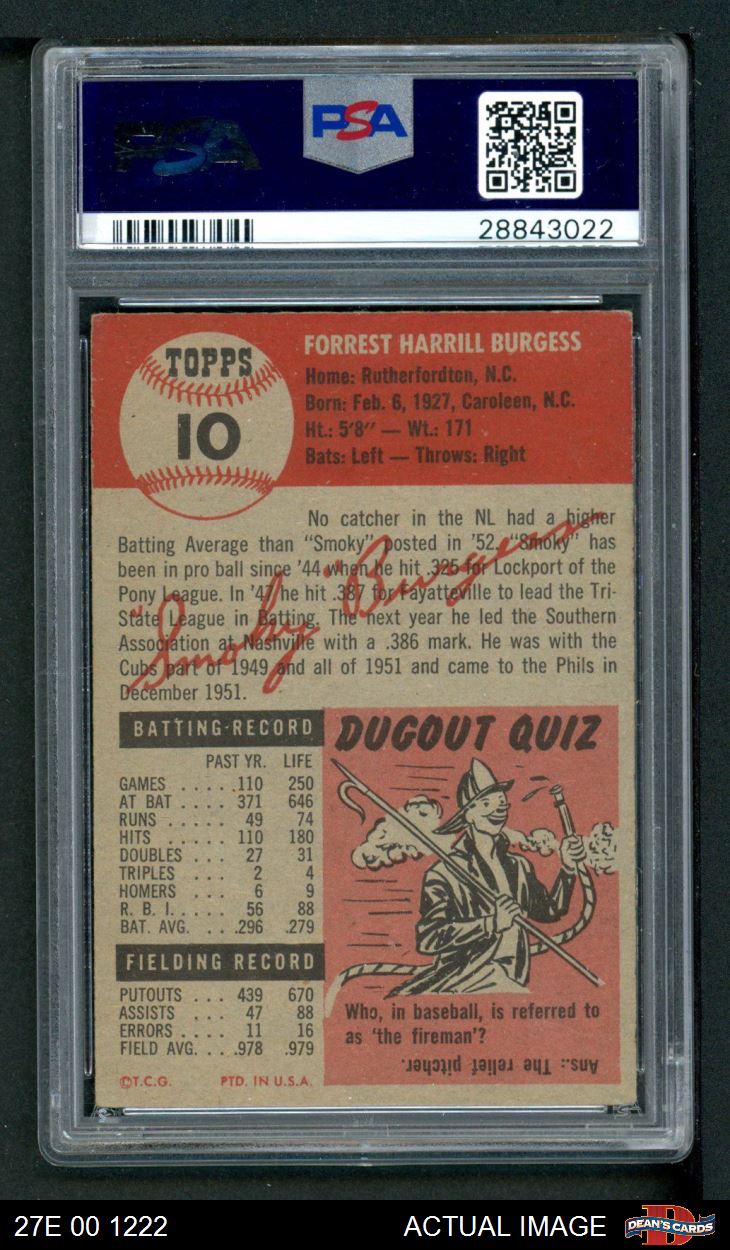 PSA
PSA
28843022
TOPPS
10
FORREST HARRILL BURGESS
Home: Rutherfordton, N.C.
Born: Feb. 6, 1927, Caroleen, N.C.
Ht.: 5'8" — Wt.: 171
Bats: Left — Throws: Right
No catcher in the NL had a higher
Batting Average than "Smoky" posted in '52. "Smoky" has
been in pro ball since '44 when he hit .325 for Lockport of the
Pony League. In '47 he hit .387 for Fayatteville to lead the Tri-
State League in Batting. The next year he led the Southern
Association at Nashville with a .386 mark. He was with the
Cubs part of 1949 and all of 1951 and came to the Phils in
December 1951.
"Smoky" Burgess
BATTING RECORD
PAST YR. LIFE
GAMES ..... 110 250
AT BAT .... 371 646
RUNS ..... 49 74
HITS ..... 110 180
DOUBLES ... 27 31
TRIPLES ... 2 4
HOMERS ... 6 9
R. B. I. .... 56 88
BAT. AVG. ... .296 .279
FIELDING RECORD
PUTOUTS ... 439 670
ASSISTS ... 47 88
ERRORS .... 11 16
FIELD AVG. ... .978 .979
©T.C.G. PTD. IN U.S.A.
DUGOUT QUIZ
Who, in baseball, is referred to
as 'the fireman'?
Ans.: The relief pitcher.
27E 00 1222
ACTUAL IMAGE
DEAN'S CARDS